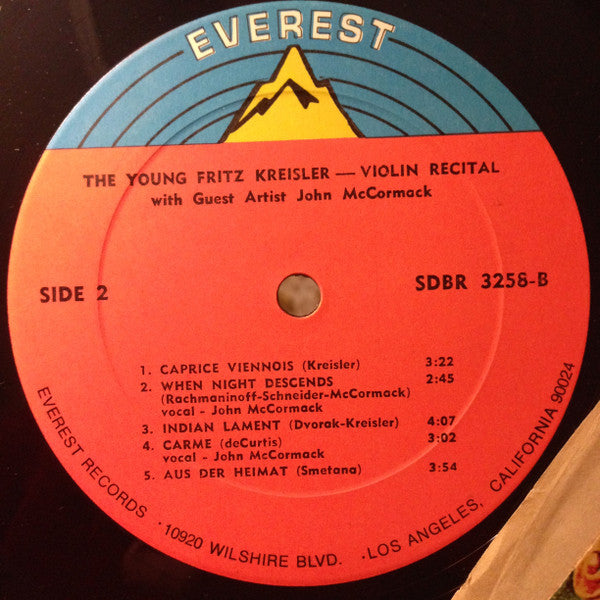 EVEREST
THE YOUNG FRITZ KREISLER — VIOLIN RECITAL
with Guest Artist John McCormack
SIDE 2
SDBR 3258-B
1. CAPRICE VIENNOIS (Kreisler) 3:22
2. WHEN NIGHT DESCENDS 2:45
(Rachmaninoff-Schneider-McCormack)
vocal - John McCormack
3. INDIAN LAMENT (Dvorak-Kreisler) 4:07
4. CARME (deCurtis) 3:02
vocal - John McCormack
5. AUS DER HEIMAT (Smetana) 3:54
EVEREST RECORDS · 10920 WILSHIRE BLVD. · LOS ANGELES, CALIFORNIA 90024